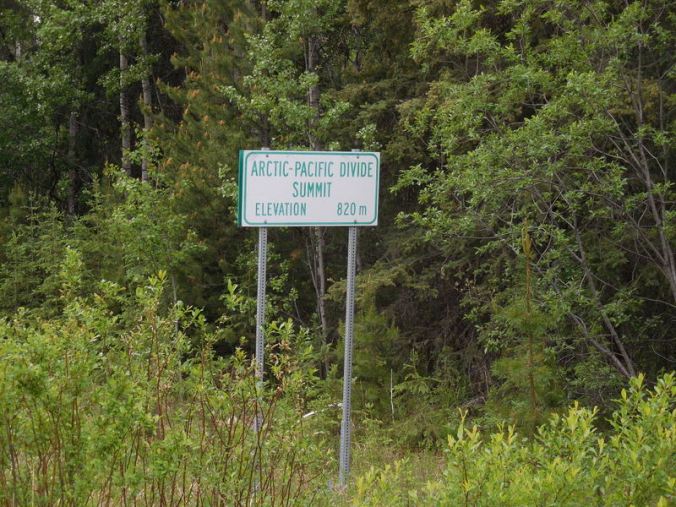 ARCTIC-PACIFIC DIVIDE
SUMMIT
ELEVATION 820 m